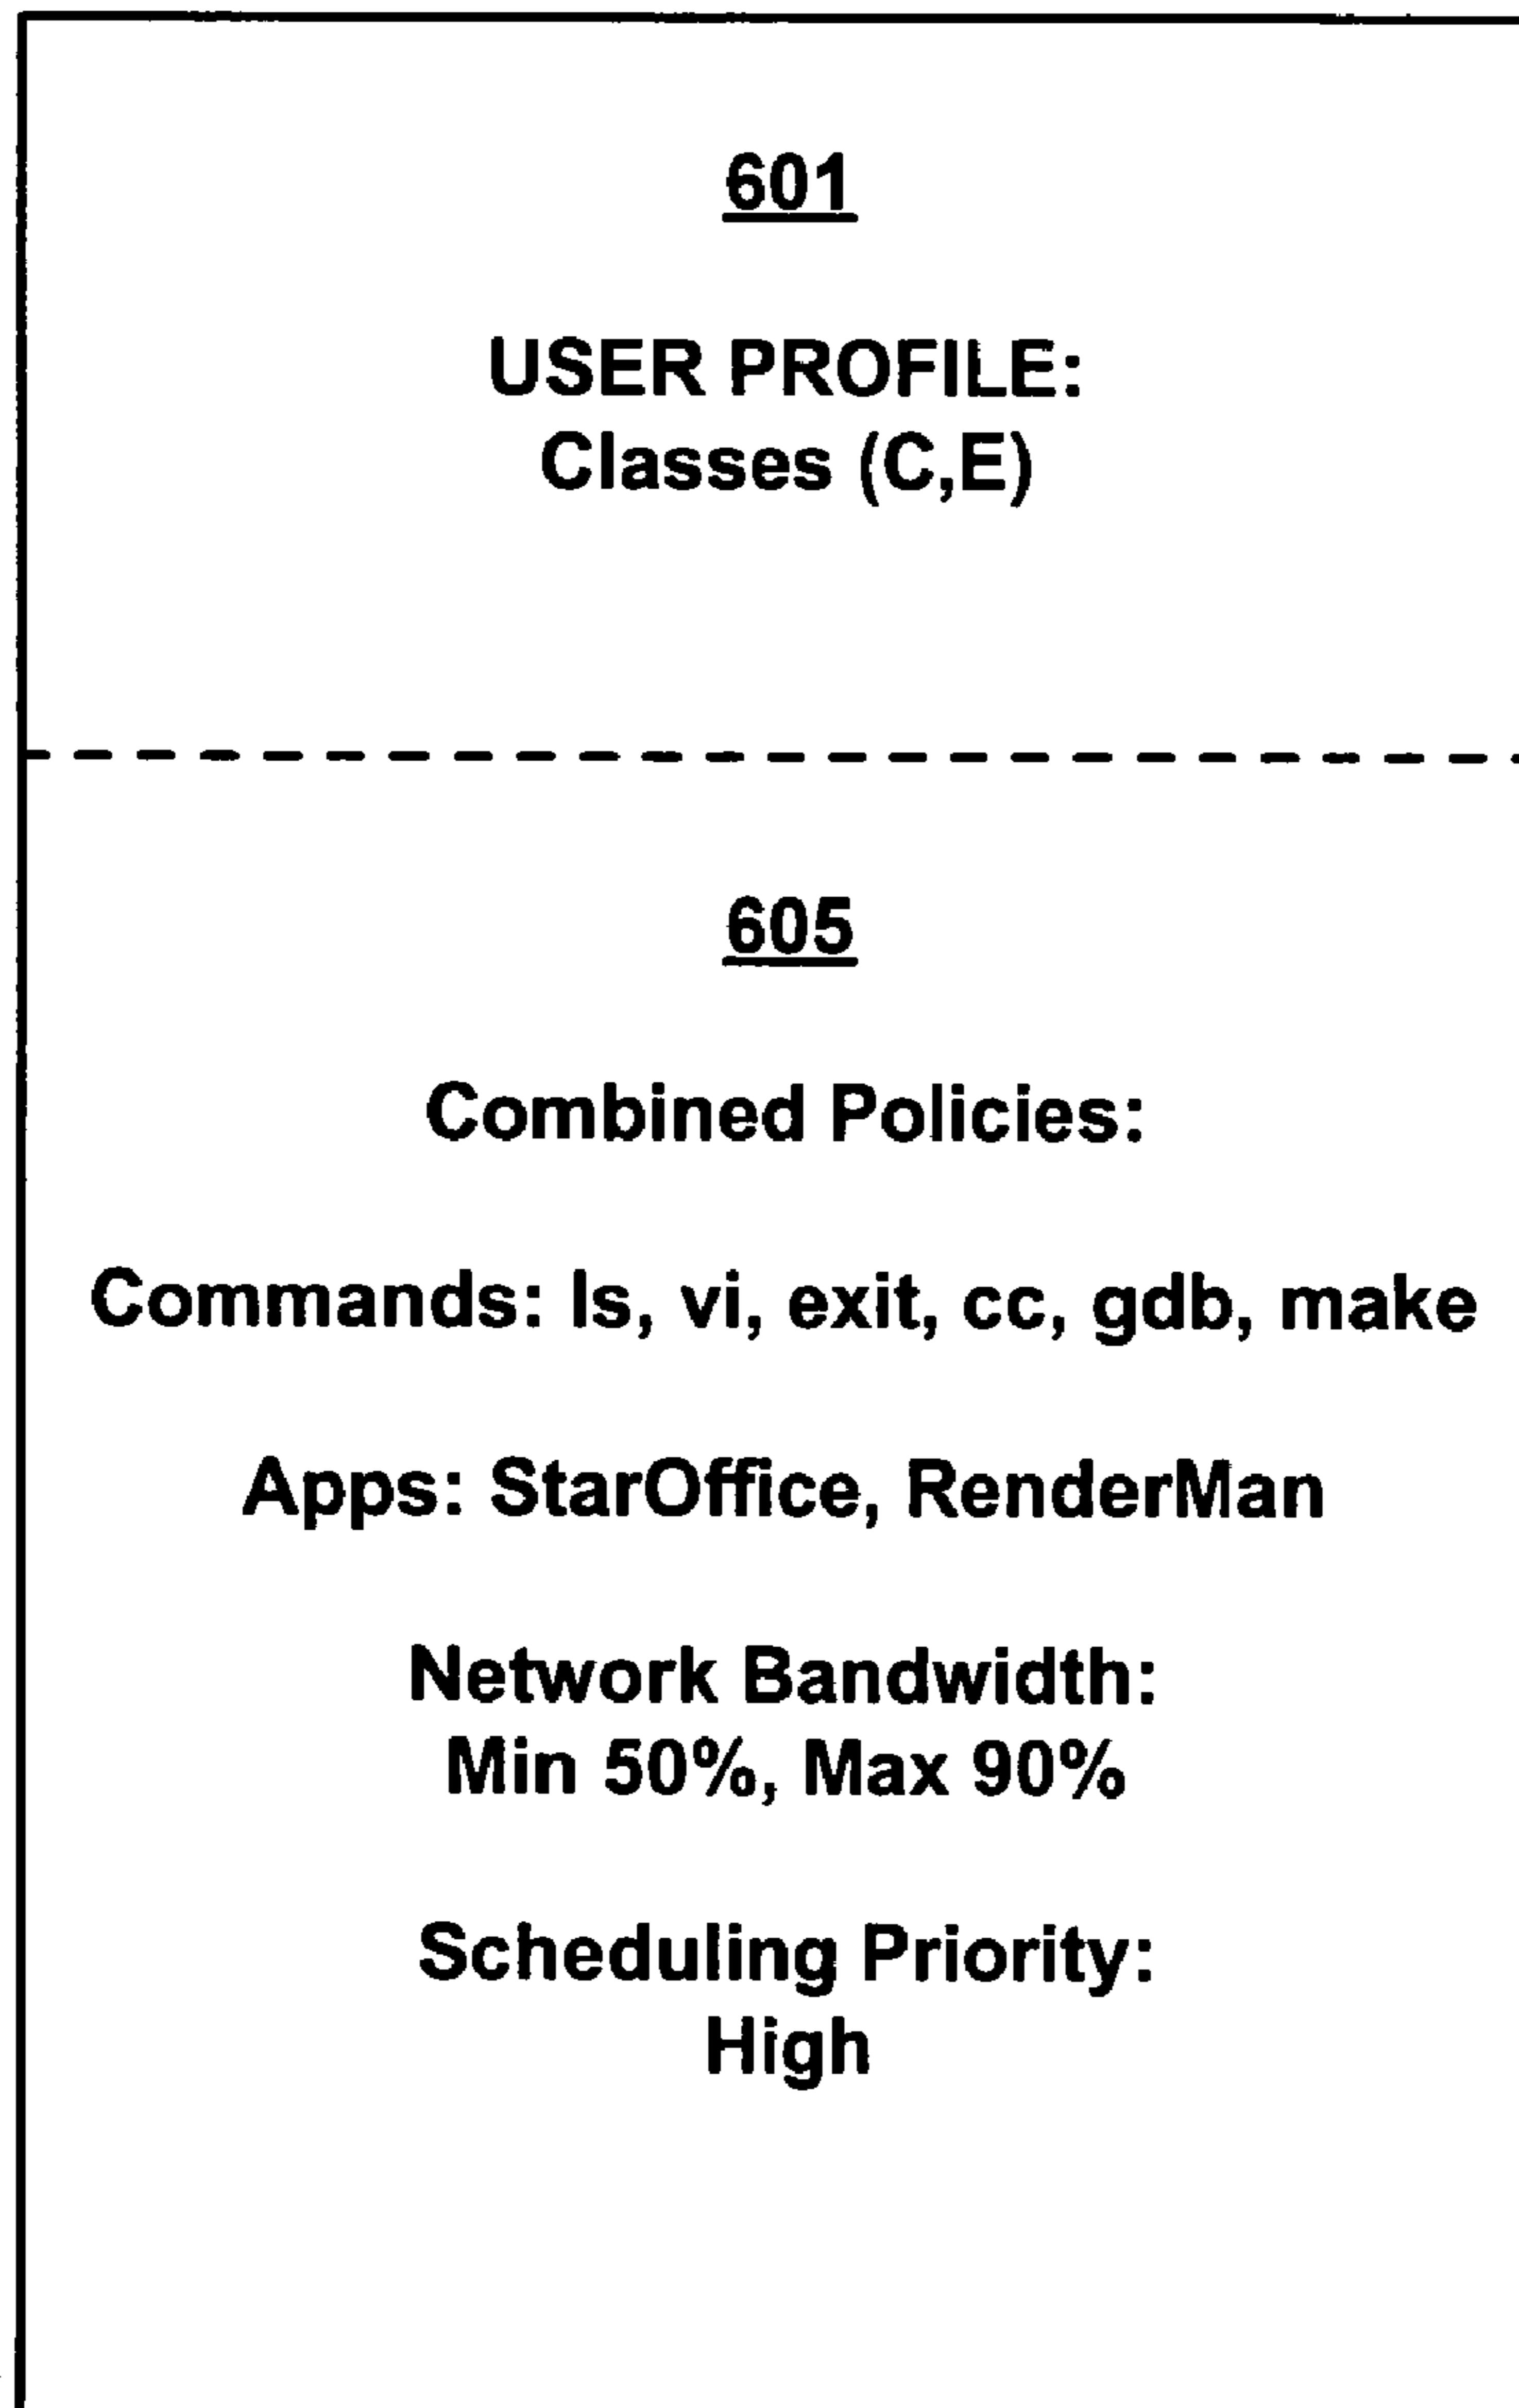 601
USER PROFILE:
Classes (C,E)
605
Combined Policies:
Commands: ls, vi, exit, cc, gdb, make
Apps: StarOffice, RenderMan
Network Bandwidth:
Min 50%, Max 90%
Scheduling Priority:
High